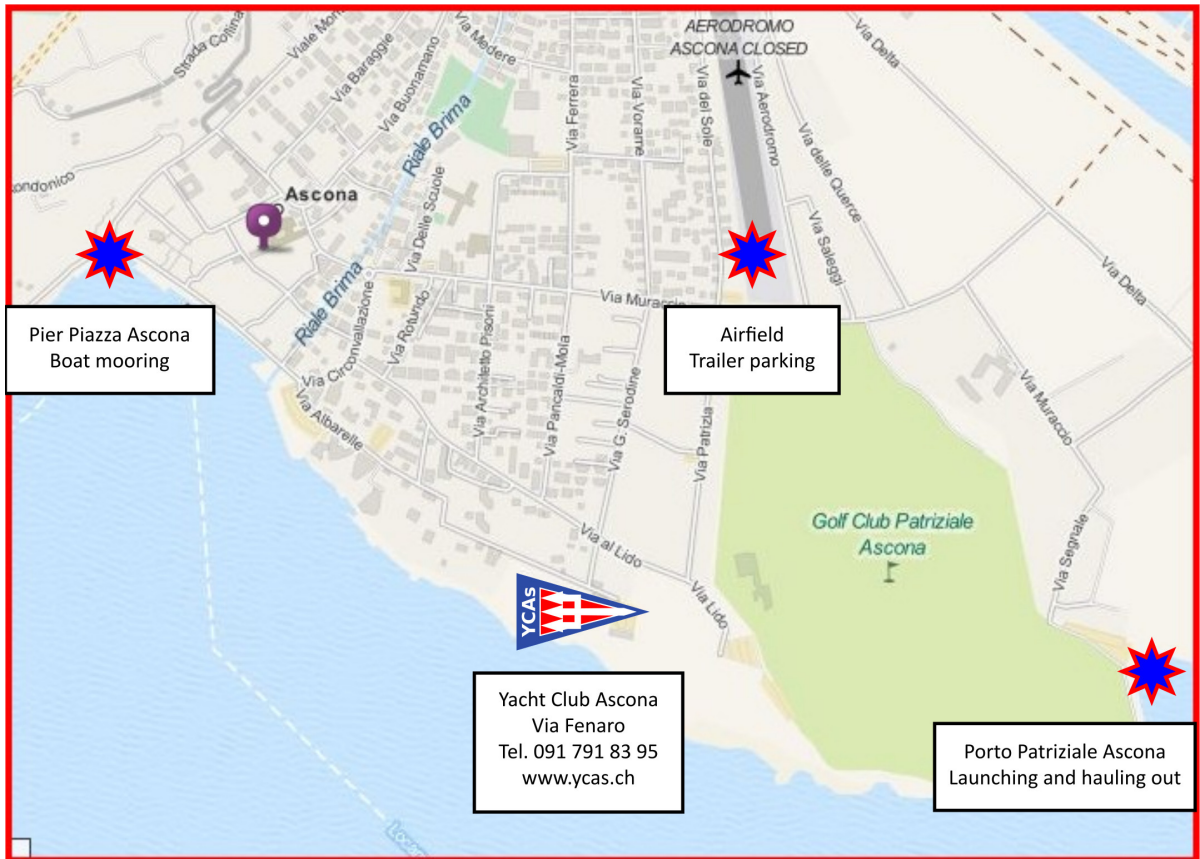 AERODROMO
ASCONA CLOSED
Via Delta
Strada Collina
Via Medere
Via Baraggie
Via Buonamano
Riale Brima
Via Ferrera
Via Vorame
Via del Sole
Via Aerodromo
Via delle Querce
Ascona
Via Delle Scuole
Via Saleggi
Via Delta
Riale Brima
Via Muraccio
Pier Piazza Ascona
Boat mooring
Airfield
Trailer parking
Via Circonvallazione
Via Rotundo
Via Architetto Pisoni
Via Pancaldi-Mola
Via G. Serodine
Via Patrizia
Via Muraccio
Via Albarelle
Golf Club Patriziale
Ascona
Via al Lido
Via Segnale
Via Lido
YCAs
Yacht Club Ascona
Via Fenaro
Tel. 091 791 83 95
www.ycas.ch
Porto Patriziale Ascona
Launching and hauling out